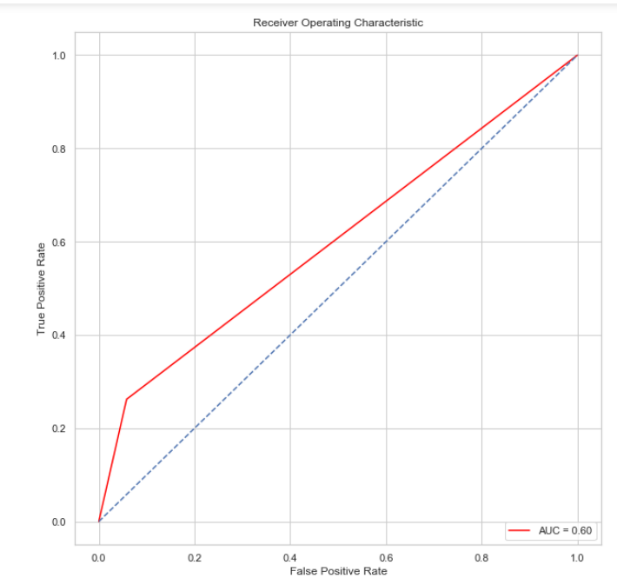 Receiver Operating Characteristic
1.0
0.8
0.6
0.4
0.2
0.0
True Positive Rate
AUC = 0.60
0.0 0.2 0.4 0.6 0.8 1.0
False Positive Rate